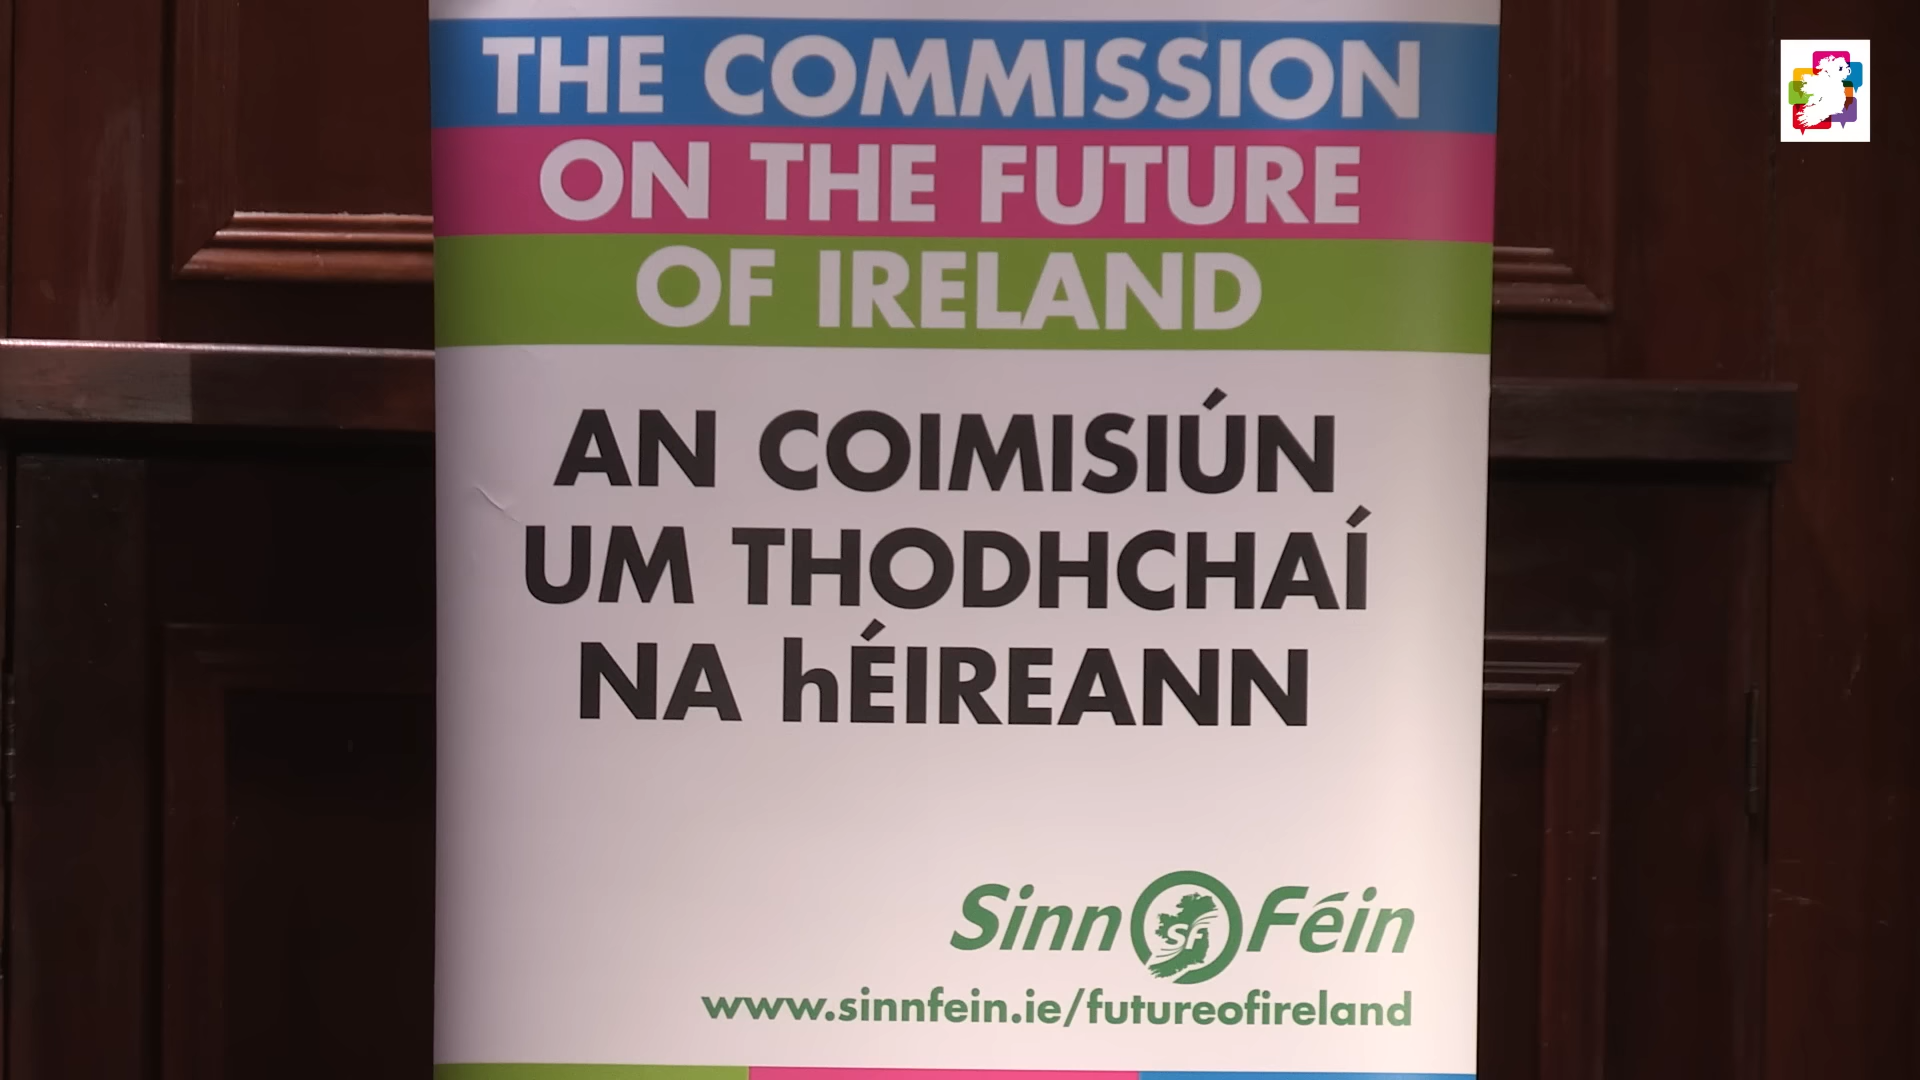 THE COMMISSION
ON THE FUTURE
OF IRELAND
AN COIMISIÚN
UM THODHCHAÍ
NA hÉIREANN
Sinn SF Féin
www.sinnfein.ie/futureofireland